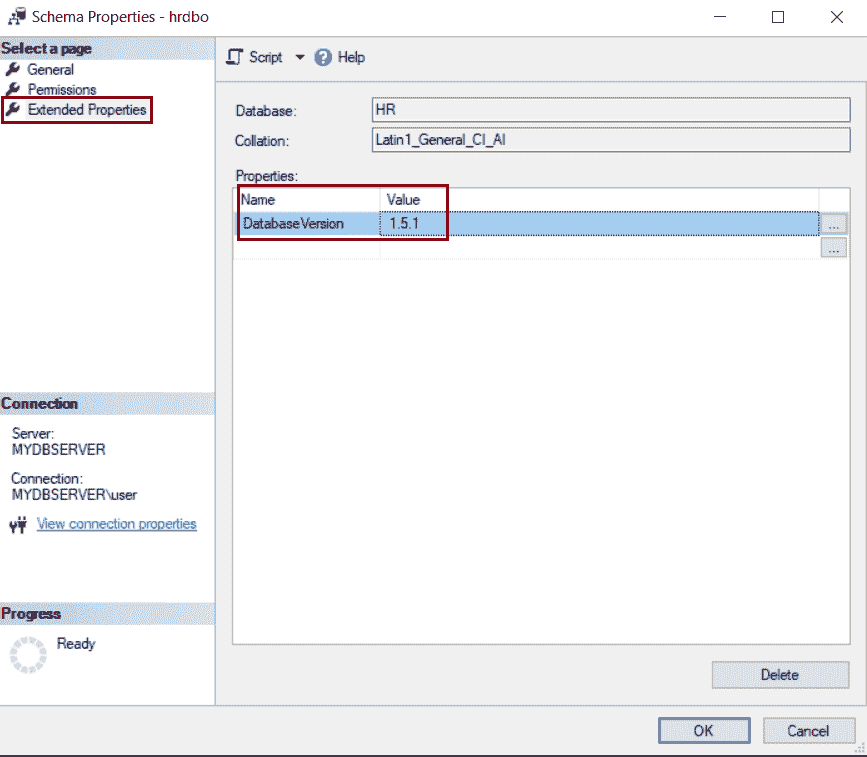 Schema Properties - hrdbo
Select a page
General
Permissions
Extended Properties
Script
Help
Database:
HR
Collation:
Latin1_General_CI_AI
Properties:
Name Value
DatabaseVersion 1.5.1 ...
...
Connection
Server:
MYDBSERVER
Connection:
MYDBSERVER\user
View connection properties
Progress
Ready
Delete
OK Cancel